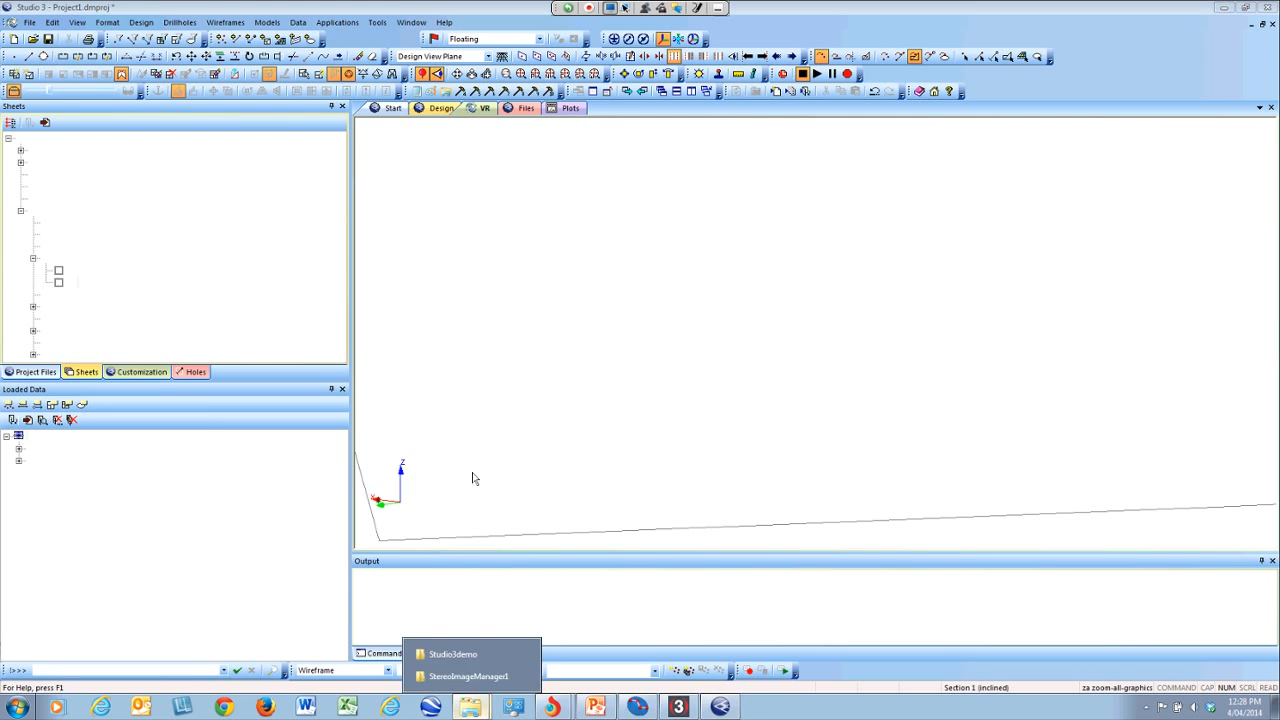 Studio 3 - Project1.dmproj *
File Edit View Format Design Drillholes Wireframes Models Data Applications Tools Window Help
Floating
Design View Plane
Sheets
Start Design VR Files Plots
Project Files Sheets Customization Holes
Loaded Data
Z
X
Output
Studio3demo
StereoImageManager1
Command
!>>>
Wireframe
For Help, press F1
Section 1 (inclined)
za zoom-all-graphics
COMMAND CAP NUM SCRL READ
12:28 PM
4/04/2014